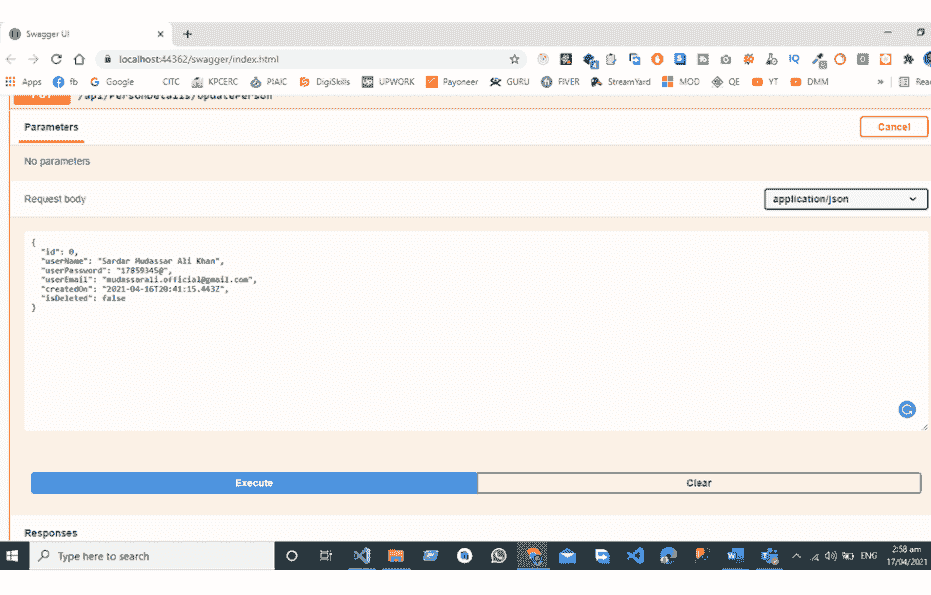 Swagger UI
localhost:44362/swagger/index.html
Apps fb Google CITC KPCERC PIAIC DigiSkills UPWORK Payoneer GURU FIVER StreamYard MOD QE YT DMM » Rea
/api/PersonDetails/UpdatePerson
Parameters
Cancel
No parameters
Request body
application/json
{
"id": 0,
"userName": "Sardar Mudassar Ali Khan",
"userPassword": "17859345@",
"userEmail": "mudassarali.official@gmail.com",
"createdOn": "2021-04-16T20:41:15.443Z",
"isDeleted": false
}
Execute
Clear
Responses
Type here to search
ENG
2:58 am
17/04/2021